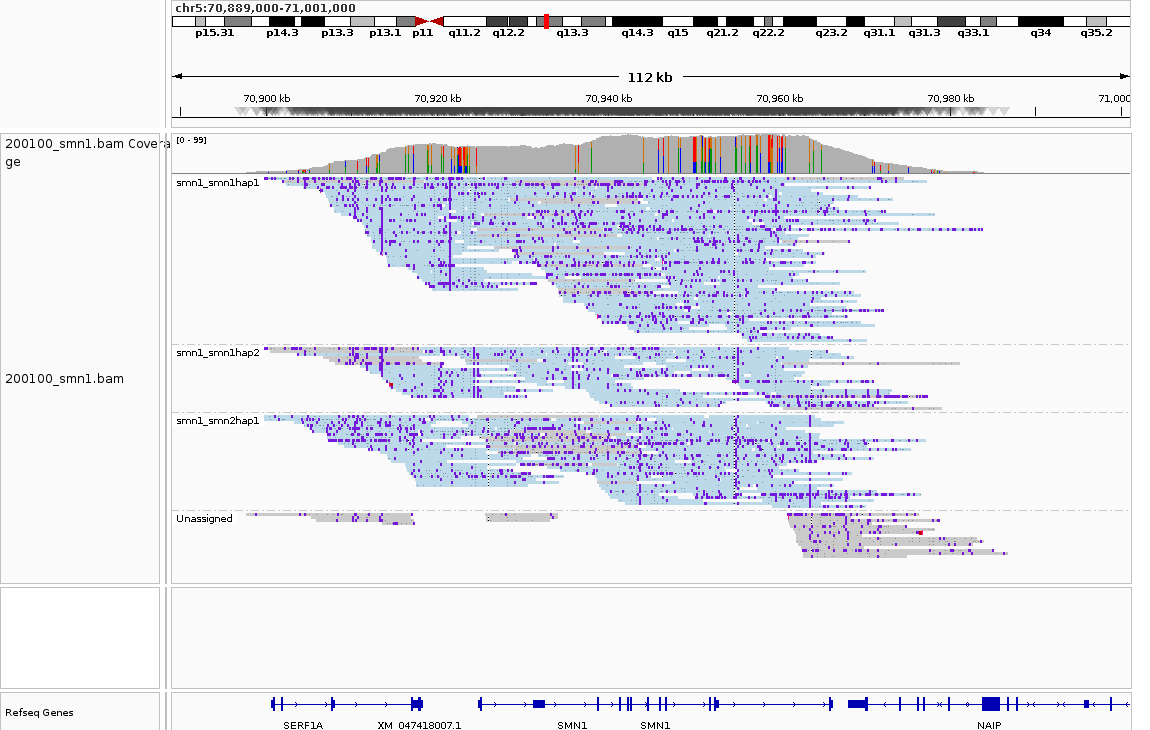 chr5:70,889,000-71,001,000
p15.31 p14.3 p13.3 p13.1 p11 q11.2 q12.2 q13.3 q14.3 q15 q21.2 q22.2 q23.2 q31.1 q31.3 q33.1 q34 q35.2
112 kb
70,900 kb 70,920 kb 70,940 kb 70,960 kb 70,980 kb 71,000
200100_smn1.bam Covera
ge
[0 - 99]
smn1_smn1hap1
smn1_smn1hap2
200100_smn1.bam
smn1_smn2hap1
Unassigned
Refseq Genes
SERF1A XM_047418007.1 SMN1 SMN1 NAIP